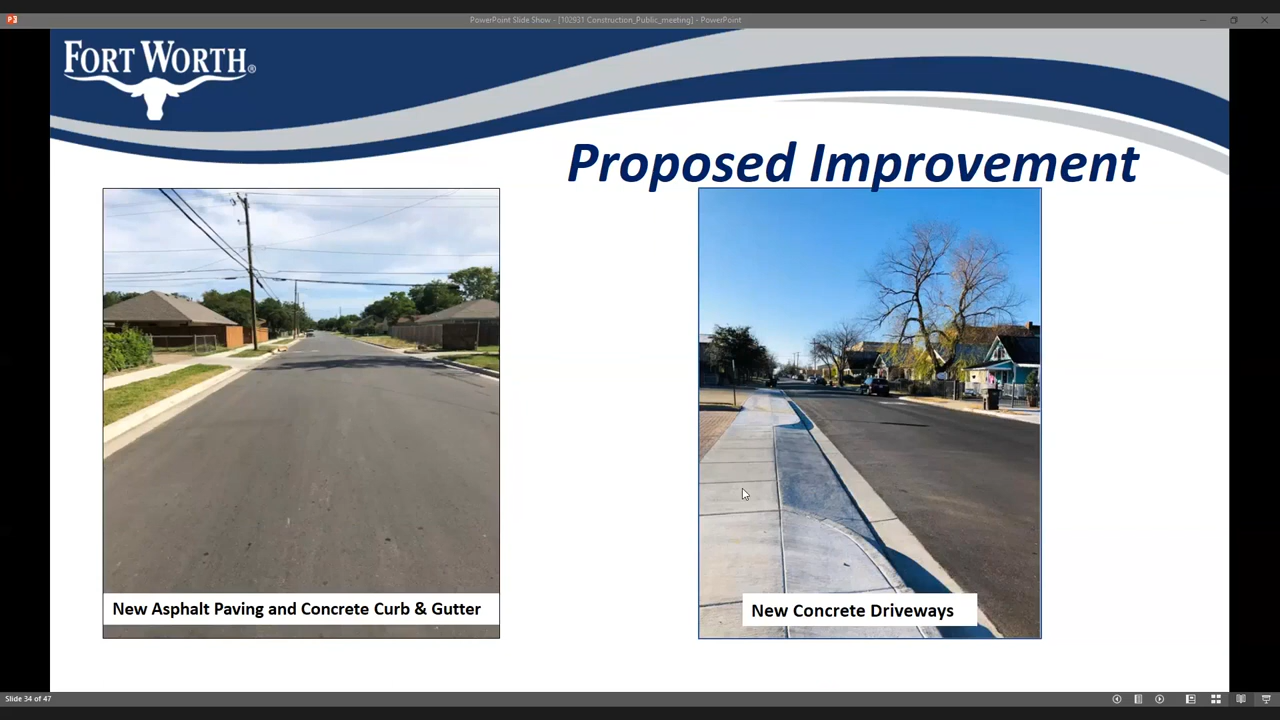 PowerPoint Slide Show - [102931 Construction_Public_meeting] - PowerPoint
FORT WORTH®
Proposed Improvement
New Asphalt Paving and Concrete Curb & Gutter
New Concrete Driveways
Slide 34 of 47